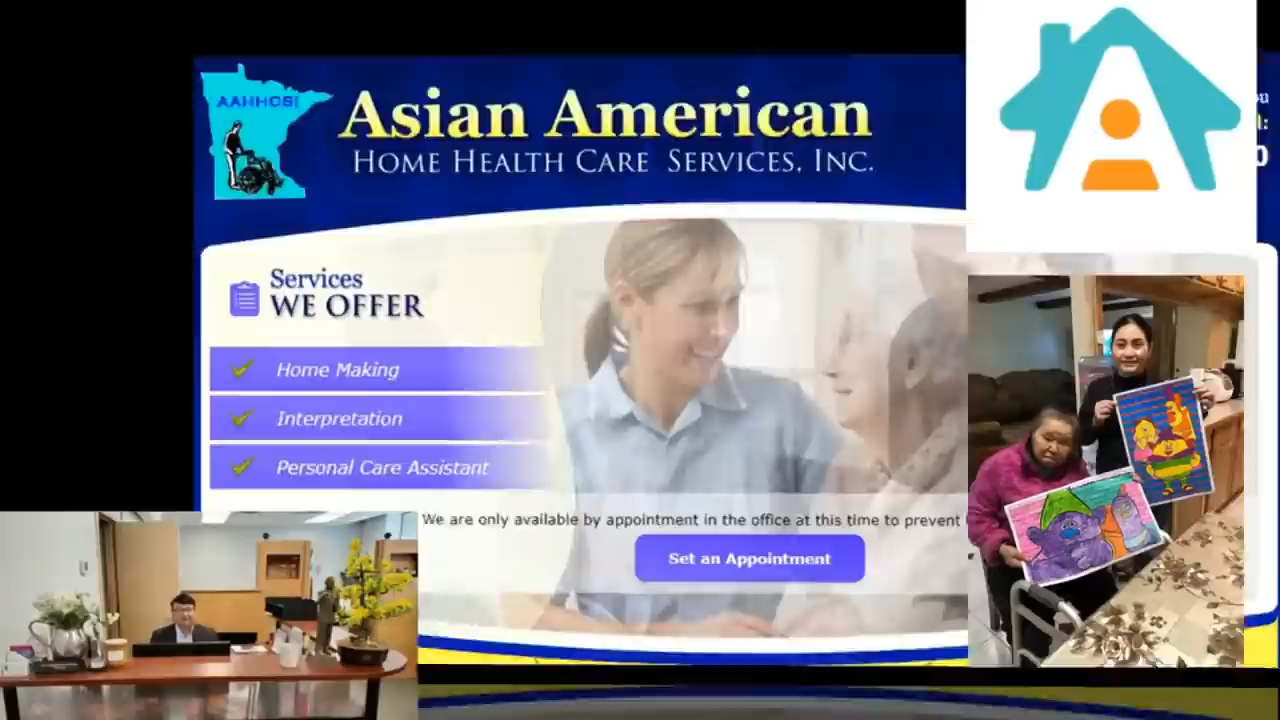 AAHHCSI
Asian American
HOME HEALTH CARE SERVICES, INC.
Services
WE OFFER
Home Making
Interpretation
Personal Care Assistant
We are only available by appointment in the office at this time to prevent
Set an Appointment